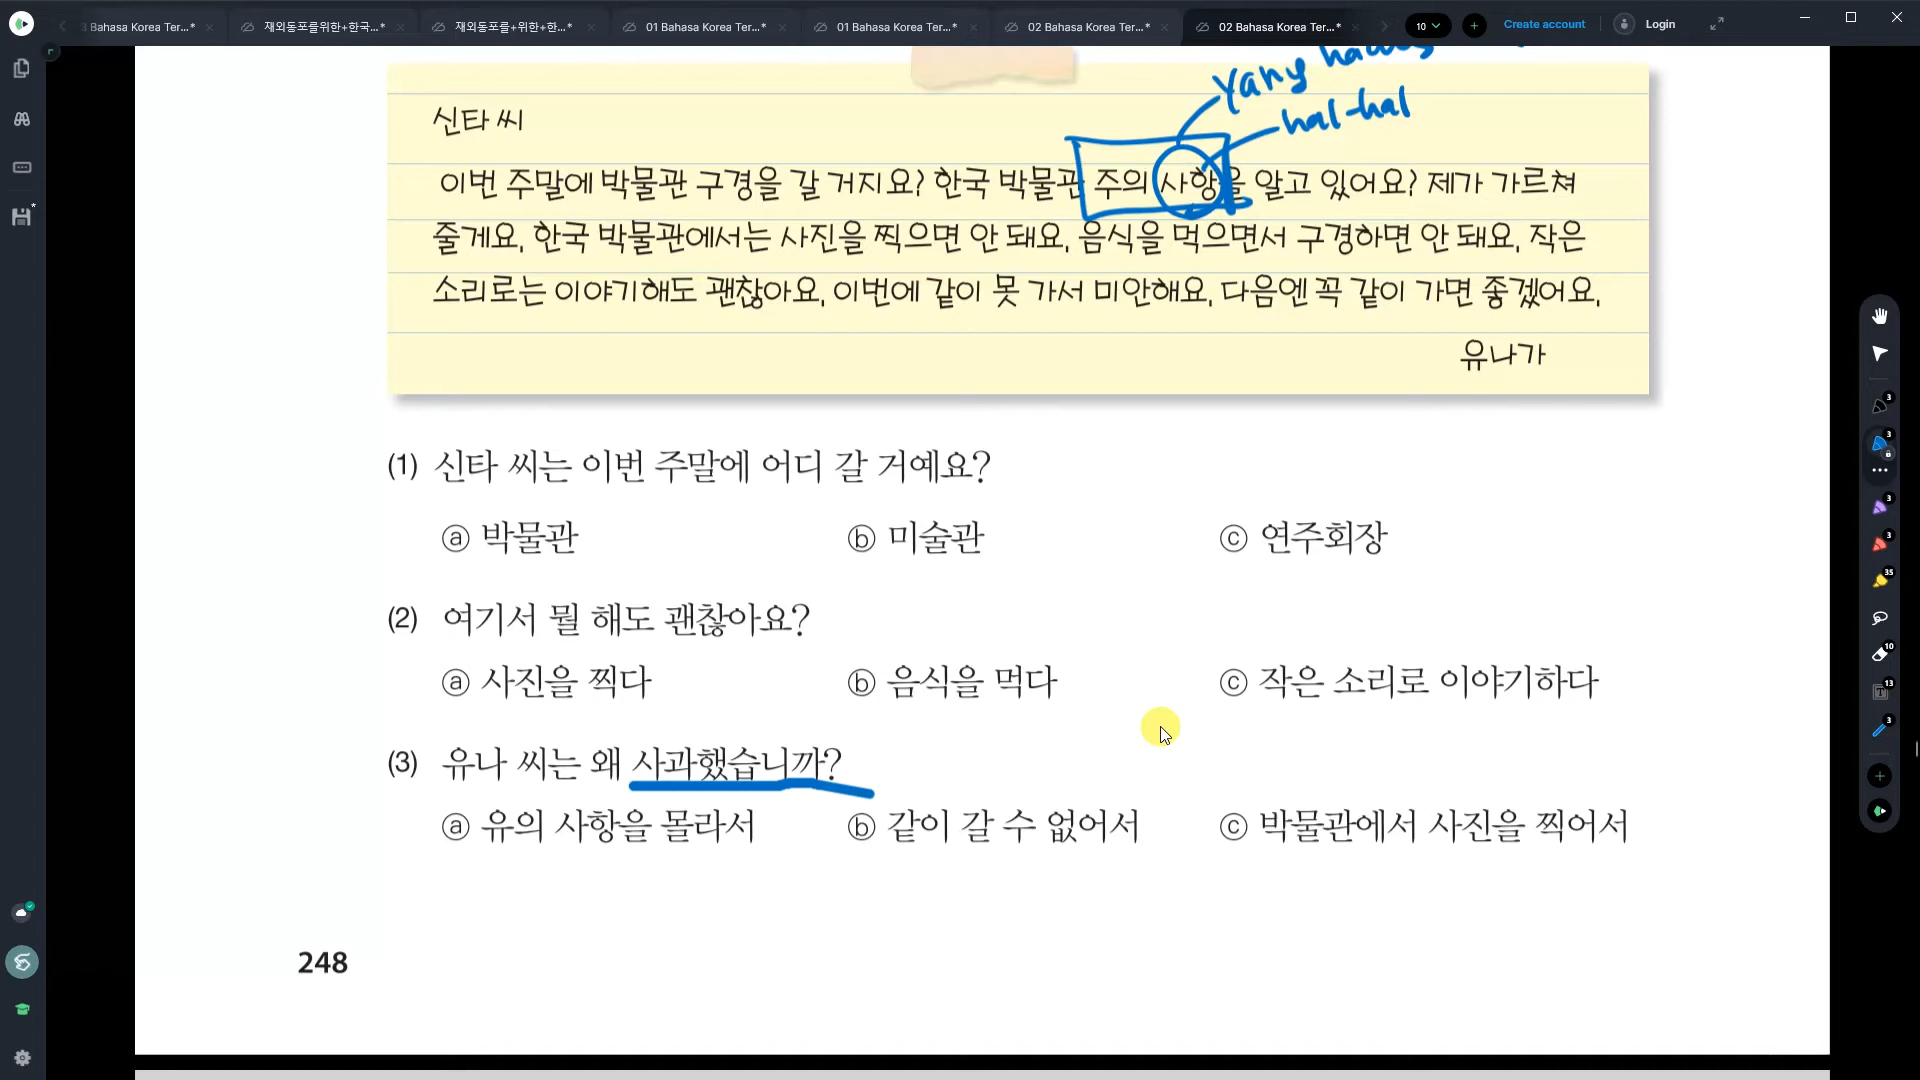 3 Bahasa Korea Ter...* 재외동포를위한+한국...* 재외동포를+위한+한...* 01 Bahasa Korea Ter...* 01 Bahasa Korea Ter...* 02 Bahasa Korea Ter...* 02 Bahasa Korea Ter...* 10 Create account Login
Yang
hal-hal
신타 씨
이번 주말에 박물관 구경을 갈 거지요? 한국 박물관 주의 사항을 알고 있어요? 제가 가르쳐
줄게요. 한국 박물관에서는 사진을 찍으면 안 돼요. 음식을 먹으면서 구경하면 안 돼요. 작은
소리로는 이야기해도 괜찮아요. 이번에 같이 못 가서 미안해요. 다음엔 꼭 같이 가면 좋겠어요.
유나가
(1) 신타 씨는 이번 주말에 어디 갈 거예요?
ⓐ 박물관 ⓑ 미술관 ⓒ 연주회장
(2) 여기서 뭘 해도 괜찮아요?
ⓐ 사진을 찍다 ⓑ 음식을 먹다 ⓒ 작은 소리로 이야기하다
(3) 유나 씨는 왜 사과했습니까?
ⓐ 유의 사항을 몰라서 ⓑ 같이 갈 수 없어서 ⓒ 박물관에서 사진을 찍어서
248
3
3
3
3
35
10
13
3